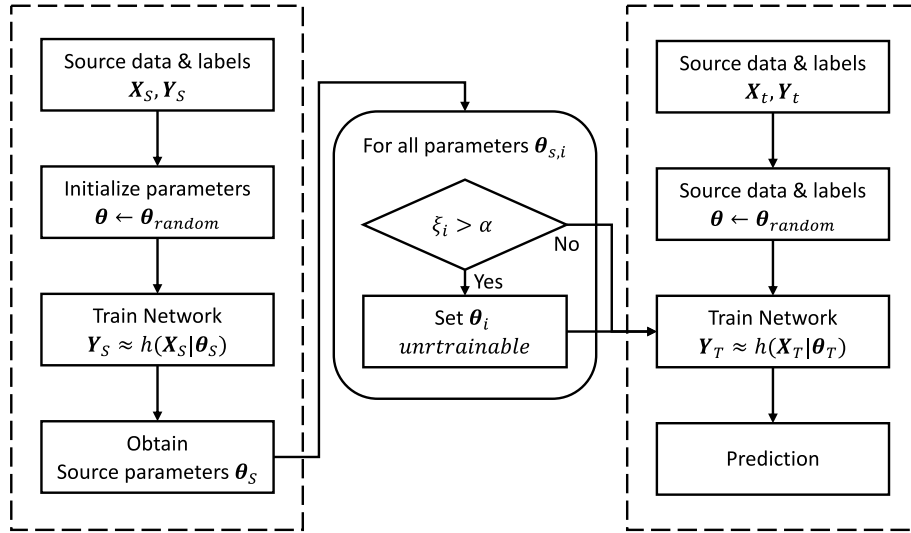 Source data & labels
𝑿_S, 𝒀_S
Initialize parameters
𝜽 ← 𝜽_random
Train Network
𝒀_S ≈ h(𝑿_S|𝜽_S)
Obtain
Source parameters 𝜽_S
For all parameters 𝜽_s,i
ξ_i > α
No
Yes
Set 𝜽_i
unrtrainable
Source data & labels
𝑿_t, 𝒀_t
Source data & labels
𝜽 ← 𝜽_random
Train Network
𝒀_T ≈ h(𝑿_T|𝜽_T)
Prediction